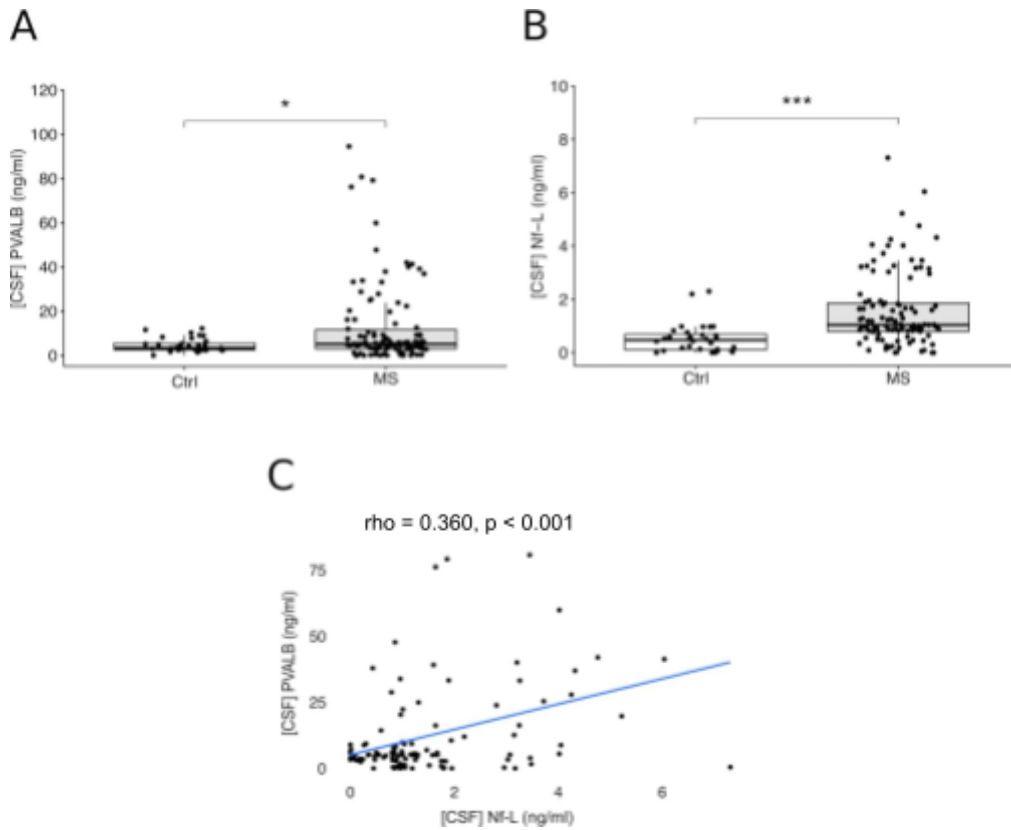 A
B
120
100
80
60
40
20
0
[CSF] PVALB (ng/ml)
*
Ctrl
MS
10
8
6
4
2
0
[CSF] Nf−L (ng/ml)
***
Ctrl
MS
C
rho = 0.360, p < 0.001
75
50
25
0
[CSF] PVALB (ng/ml)
0
2
4
6
[CSF] Nf-L (ng/ml)